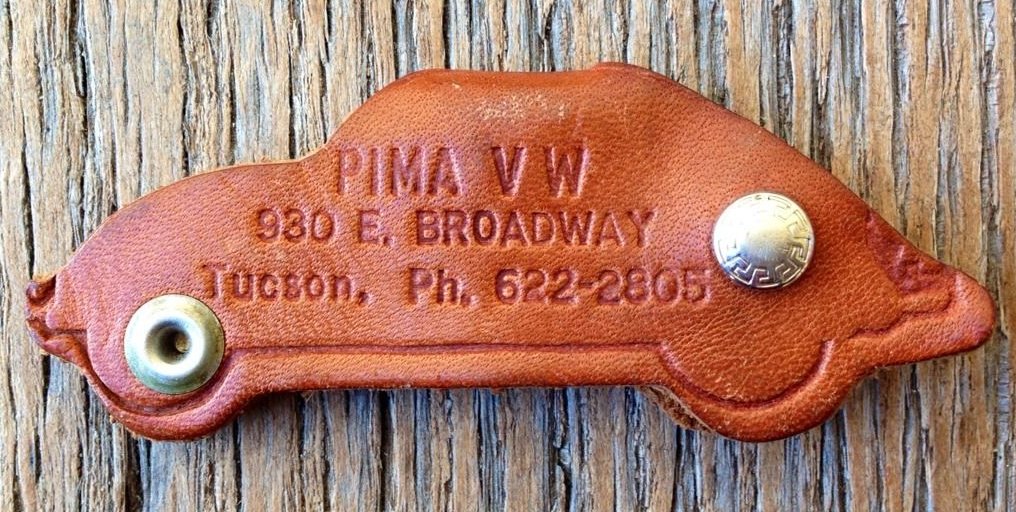 PIMA VW
930 E. BROADWAY
Tucson, Ph. 622-2805